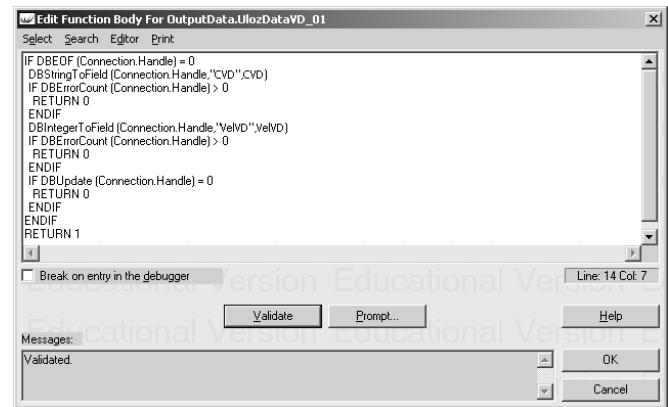 Edit Function Body For OutputData.UlozDataVD_01
Select Search Editor Print
IF DBEOF (Connection.Handle) = 0
DBStringToField (Connection.Handle,"CVD",CVD)
IF DBErrorCount (Connection.Handle) > 0
RETURN 0
ENDIF
DBIntegerToField (Connection.Handle,"VelVD",VelVD)
IF DBErrorCount (Connection.Handle) > 0
RETURN 0
ENDIF
IF DBUpdate (Connection.Handle) = 0
RETURN 0
ENDIF
ENDIF
RETURN 1
Break on entry in the debugger
Line: 14 Col: 7
Educational Version Educational Version
Validate Prompt... Help
Educational Version Educational Version
Messages:
Validated.
OK
Cancel